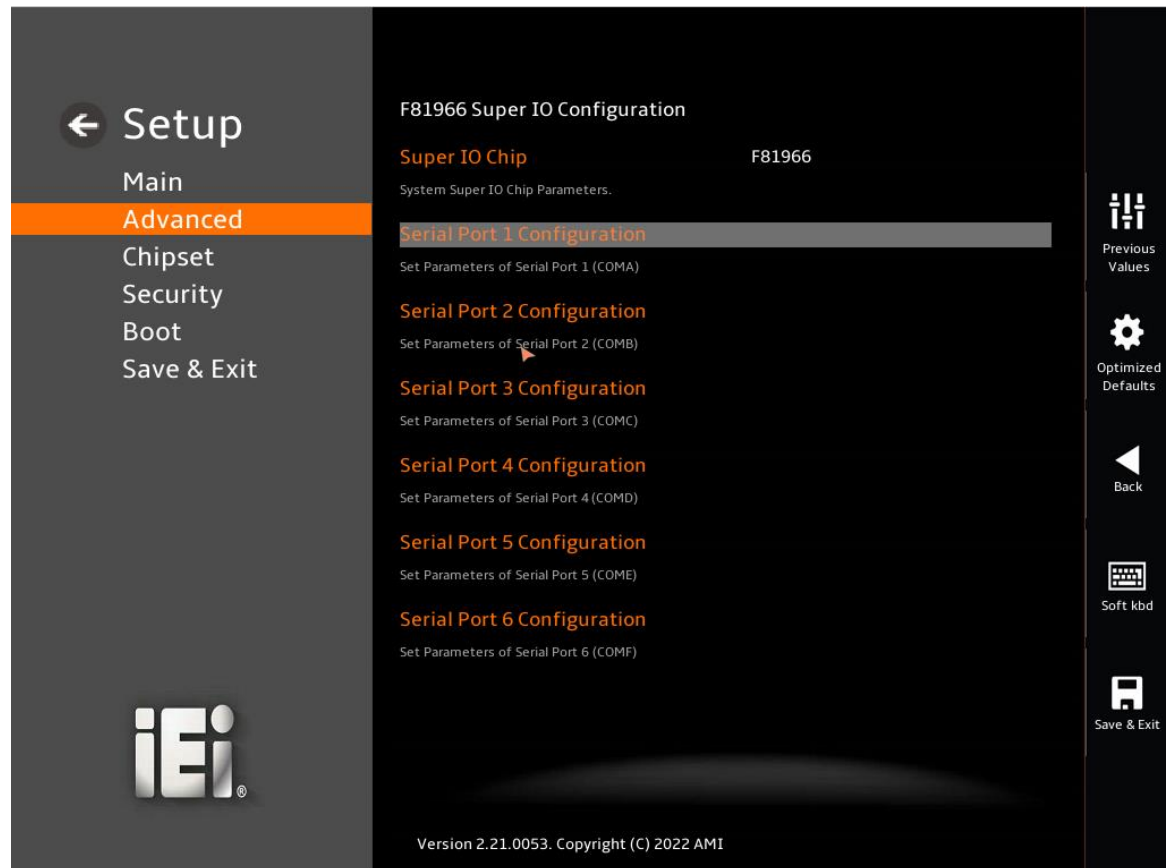 Setup
Main
Advanced
Chipset
Security
Boot
Save & Exit
iEi®
F81966 Super IO Configuration
Super IO Chip F81966
System Super IO Chip Parameters.
Serial Port 1 Configuration
Set Parameters of Serial Port 1 (COMA)
Serial Port 2 Configuration
Set Parameters of Serial Port 2 (COMB)
Serial Port 3 Configuration
Set Parameters of Serial Port 3 (COMC)
Serial Port 4 Configuration
Set Parameters of Serial Port 4 (COMD)
Serial Port 5 Configuration
Set Parameters of Serial Port 5 (COME)
Serial Port 6 Configuration
Set Parameters of Serial Port 6 (COMF)
Version 2.21.0053. Copyright (C) 2022 AMI
Previous
Values
Optimized
Defaults
Back
Soft kbd
Save & Exit